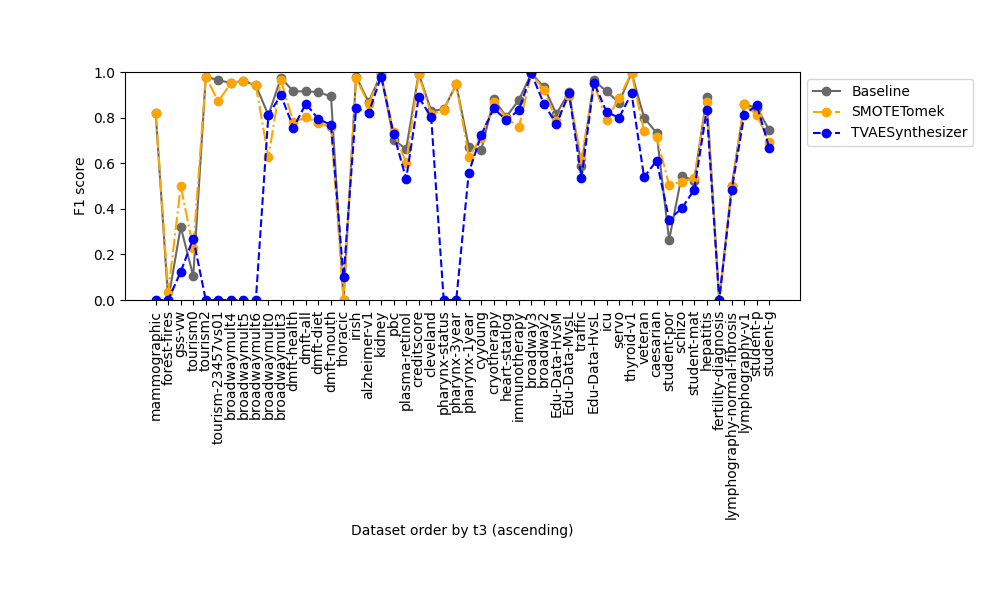 1.0
0.8
0.6
0.4
0.2
0.0
F1 score
Baseline
SMOTETomek
TVAESynthesizer
mammographic
forest-fires
gss-vw
tourism0
tourism2
tourism-23457vs01
broadwaymult4
broadwaymult5
broadwaymult6
broadwaymult0
broadwaymult3
dmft-health
dmft-all
dmft-diet
dmft-mouth
thoracic
irish
alzheimer-v1
kidney
pbc
plasma-retinol
creditscore
cleveland
pharynx-status
pharynx-3year
pharynx-1year
cyyoung
cryotherapy
heart-statlog
immunotherapy
broadway3
broadway2
Edu-Data-HvsM
Edu-Data-MvsL
traffic
Edu-Data-HvsL
icu
servo
thyroid-v1
veteran
caesarian
student-por
schizo
student-mat
hepatitis
fertility-diagnosis
lymphography-normal-fibrosis
lymphography-v1
student-p
student-g
Dataset order by t3 (ascending)